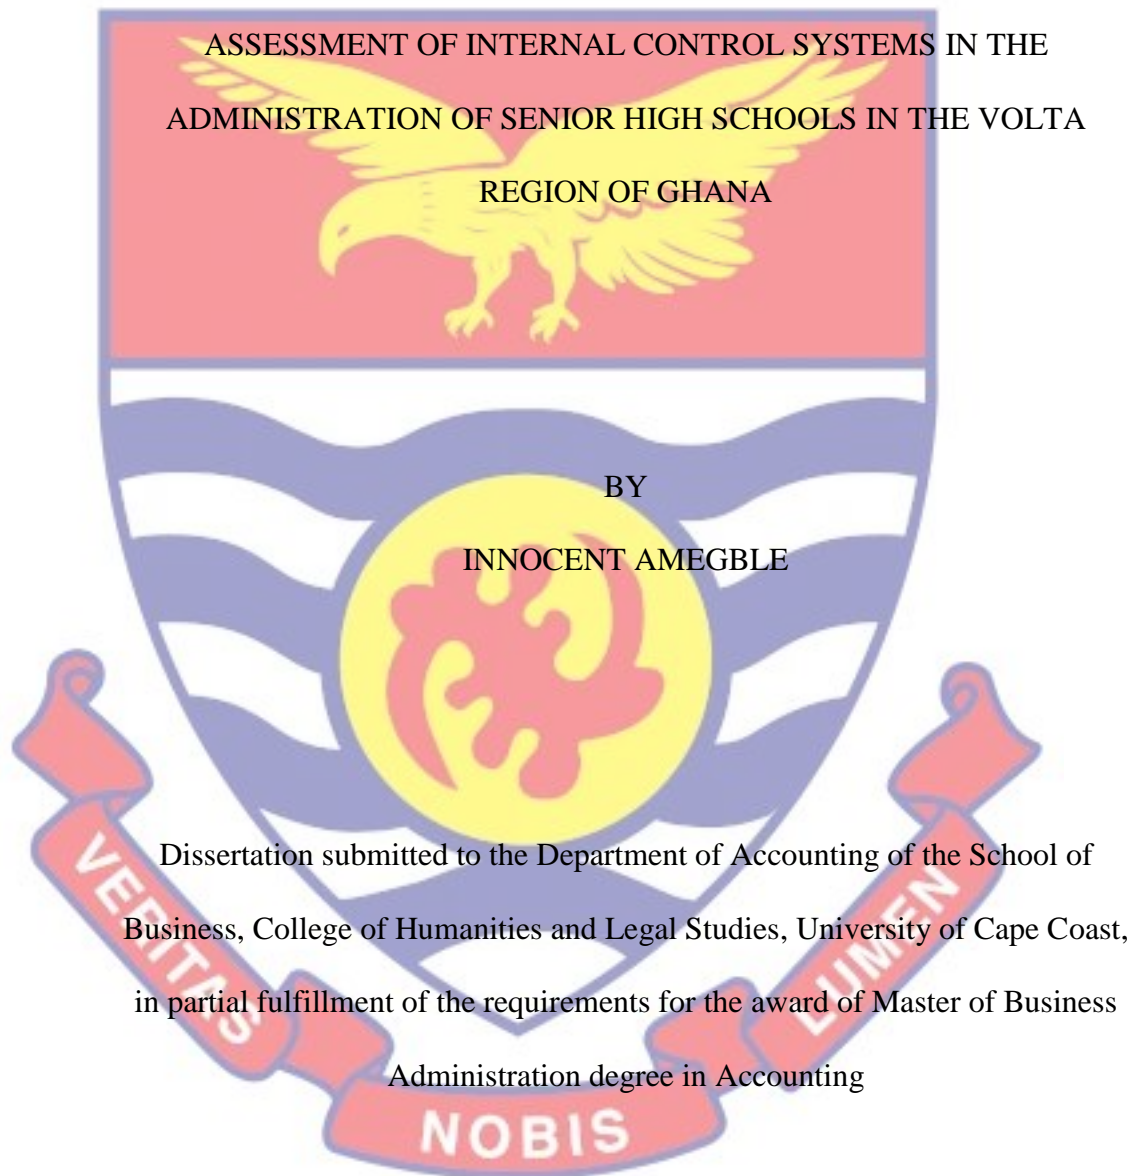 ASSESSMENT OF INTERNAL CONTROL SYSTEMS IN THE
ADMINISTRATION OF SENIOR HIGH SCHOOLS IN THE VOLTA
REGION OF GHANA
BY
INNOCENT AMEGBLE
Dissertation submitted to the Department of Accounting of the School of
Business, College of Humanities and Legal Studies, University of Cape Coast,
in partial fulfillment of the requirements for the award of Master of Business
Administration degree in Accounting
VERITAS
NOBIS
LUMEN